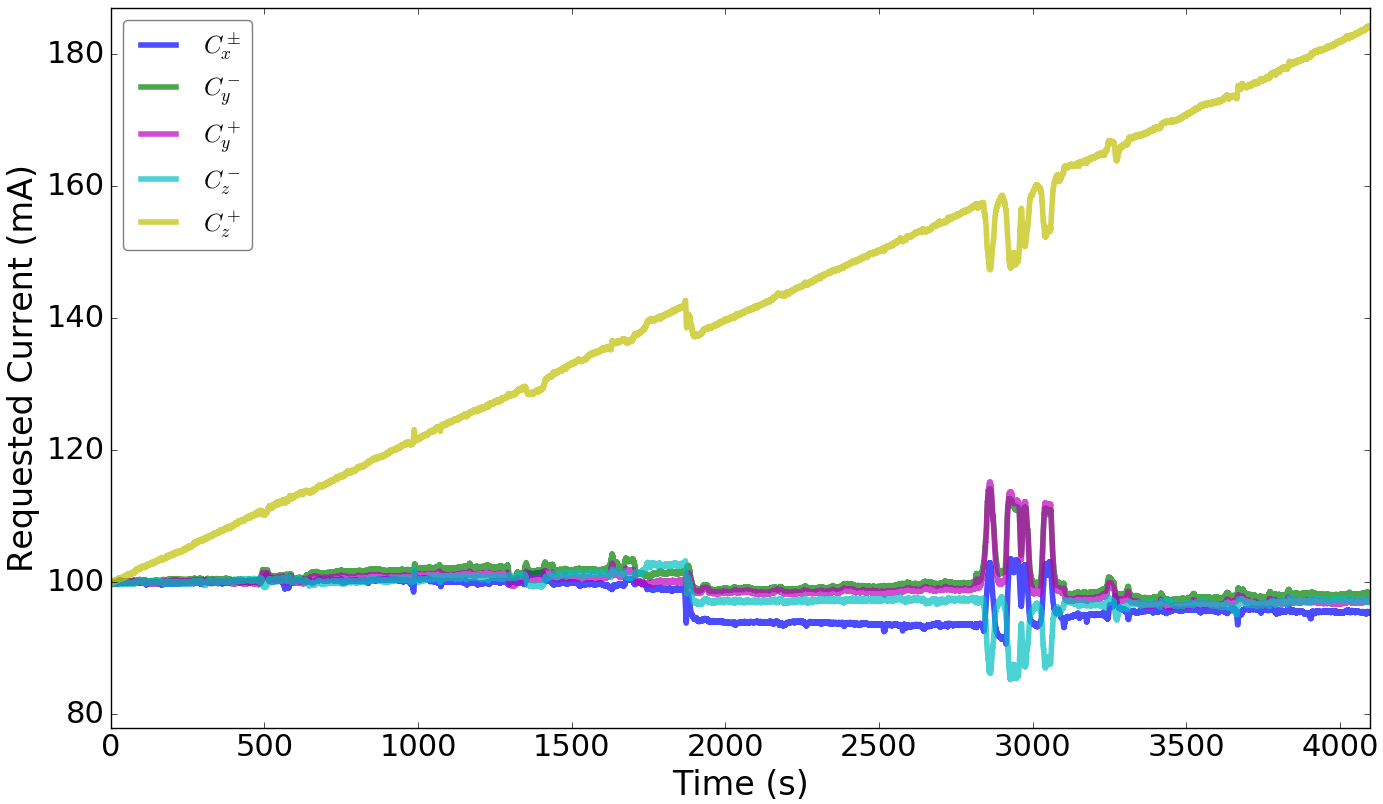 C_x^±
C_y^-
C_y^+
C_z^-
C_z^+
Requested Current (mA)
180
160
140
120
100
80
0 500 1000 1500 2000 2500 3000 3500 4000
Time (s)